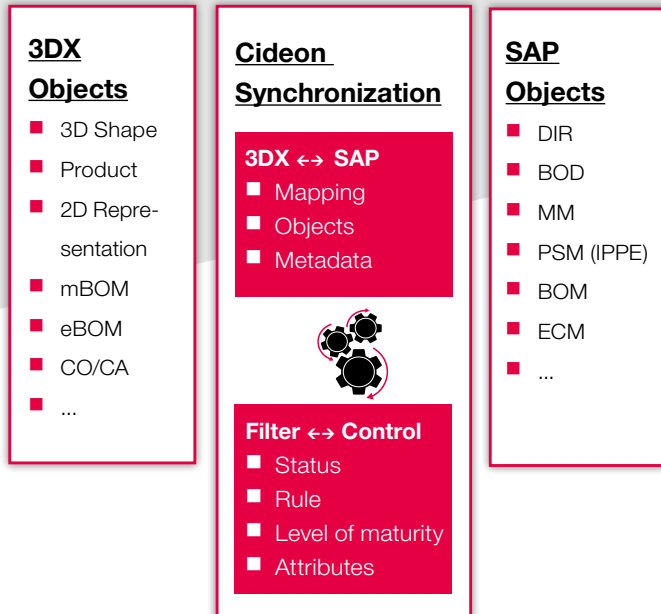 3DX
Objects
3D Shape
Product
2D Repre-
sentation
mBOM
eBOM
CO/CA
...
Cideon
Synchronization
3DX ←→ SAP
Mapping
Objects
Metadata
Filter ←→ Control
Status
Rule
Level of maturity
Attributes
SAP
Objects
DIR
BOD
MM
PSM (IPPE)
BOM
ECM
...